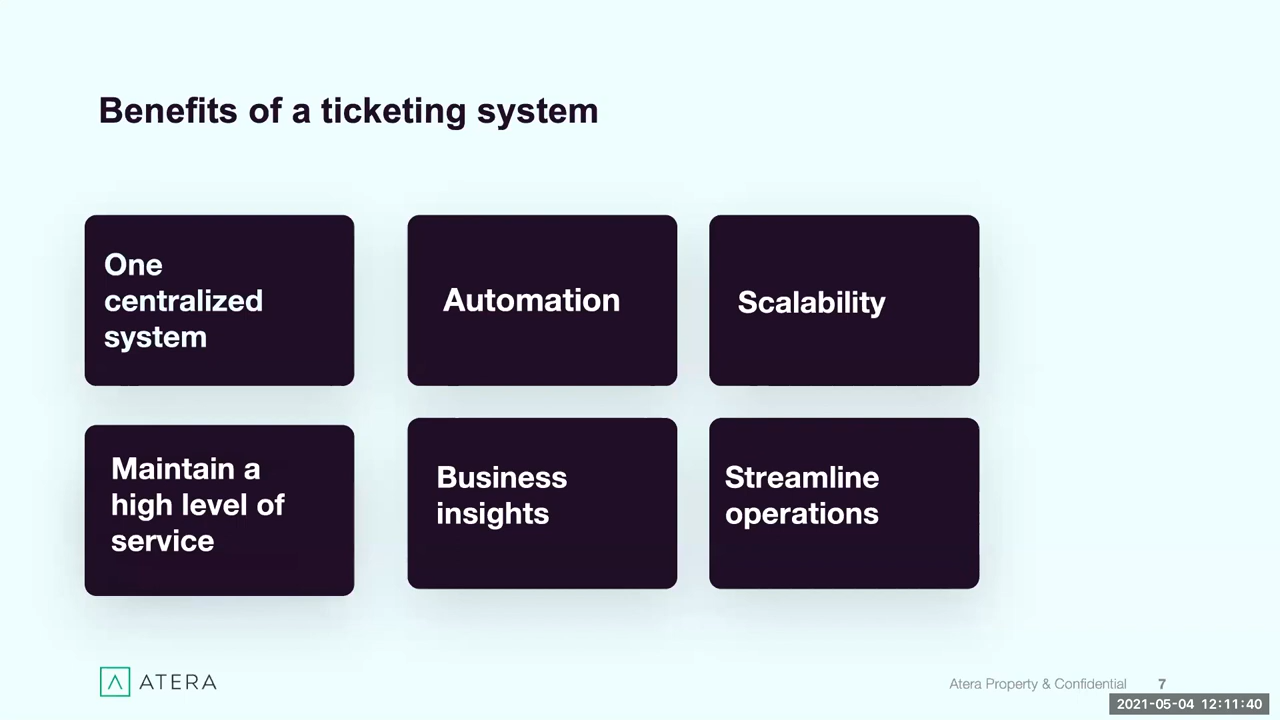 Benefits of a ticketing system
One
centralized
system
Automation
Scalability
Maintain a
high level of
service
Business
insights
Streamline
operations
ATERA
Atera Property & Confidential 7
2021-05-04 12:11:40